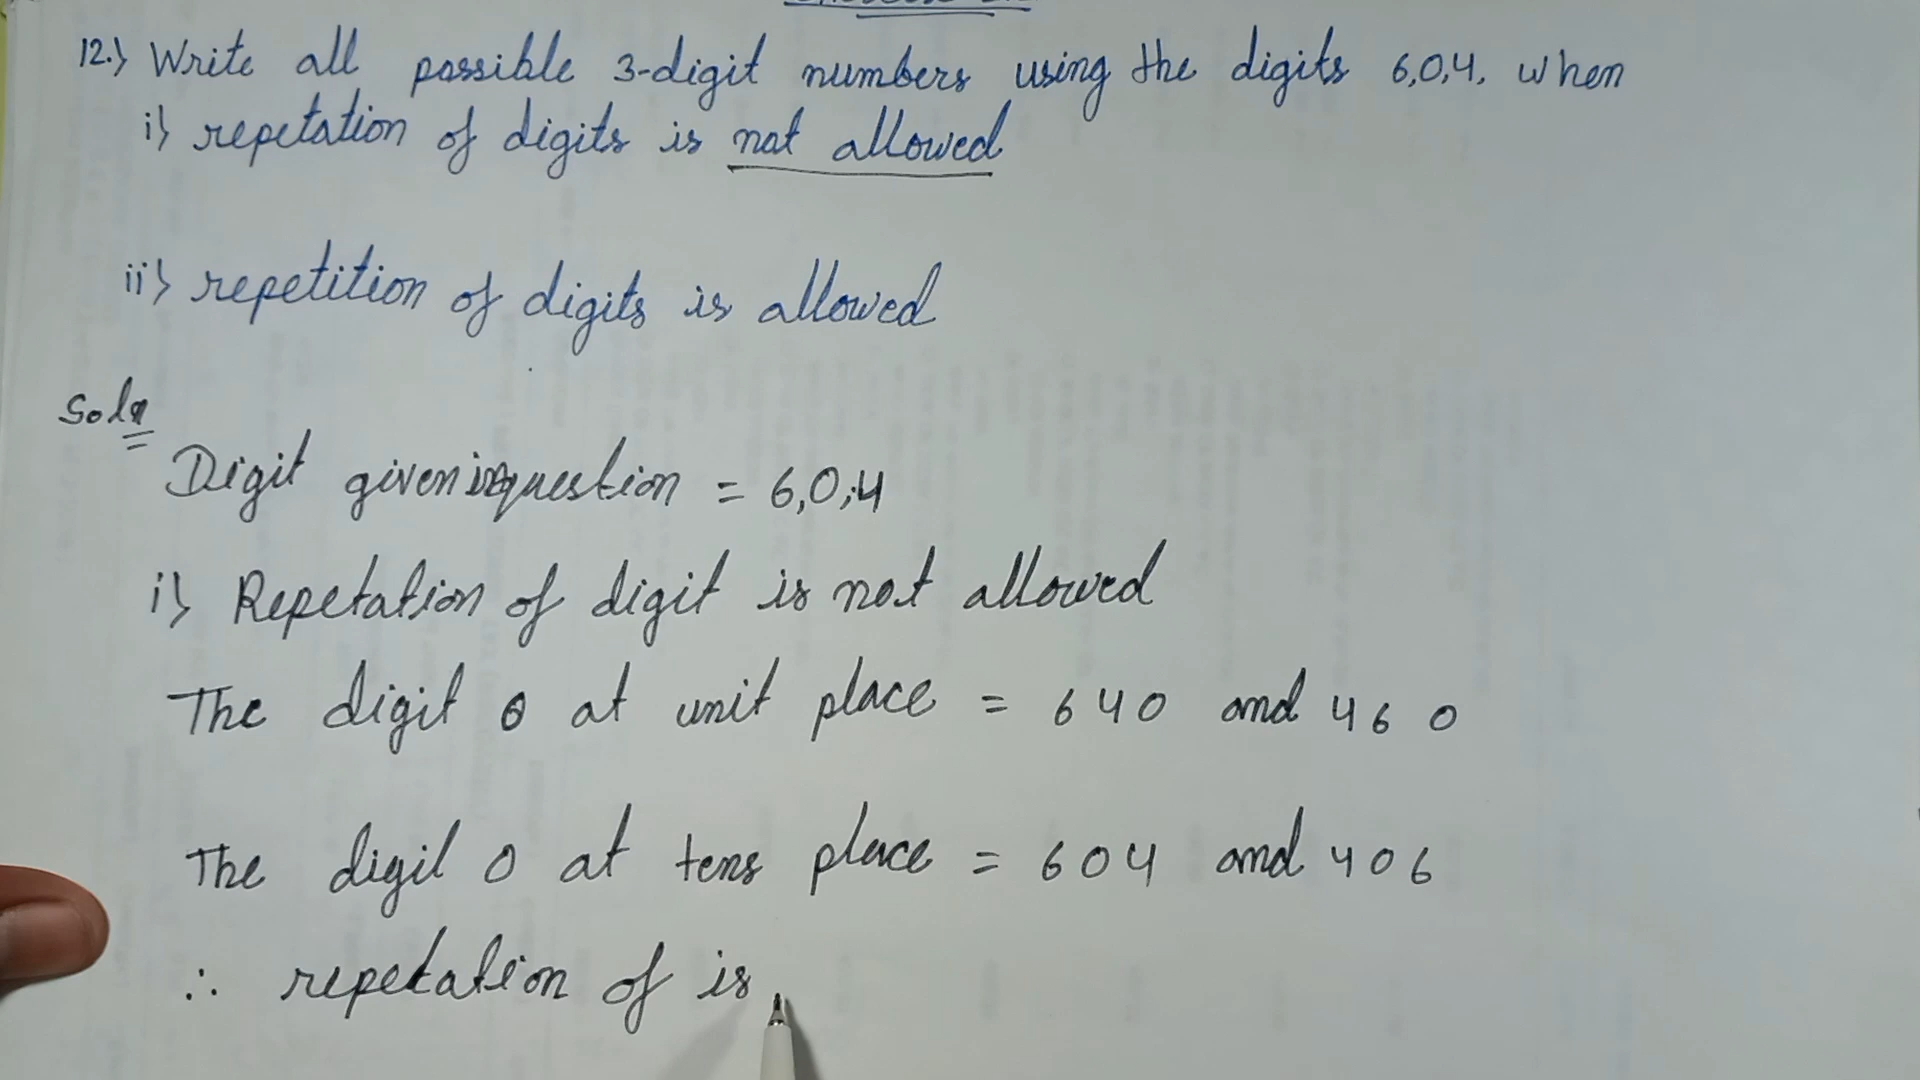 12.) Write all possible 3-digit numbers using the digits 6,0,4, when
i) repetation of digits is not allowed
ii) repetition of digits is allowed
Soln
Digit given in question = 6,0,4
i) Repetation of digit is not allowed
The digit 0 at unit place = 640 and 460
The digit 0 at tens place = 604 and 406
∴ repetation of is